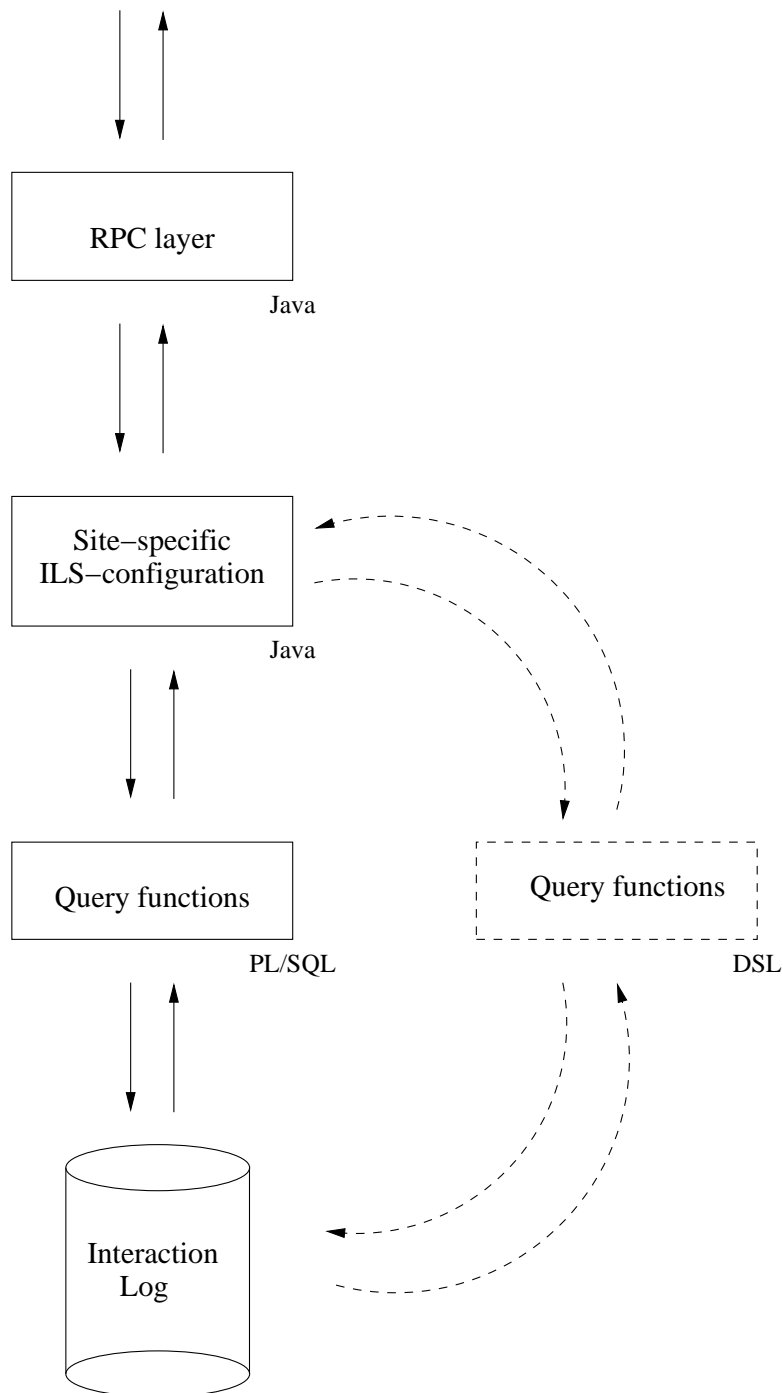 RPC layer
Java
Site−specific
ILS−configuration
Java
Query functions
PL/SQL
Query functions
DSL
Interaction
Log